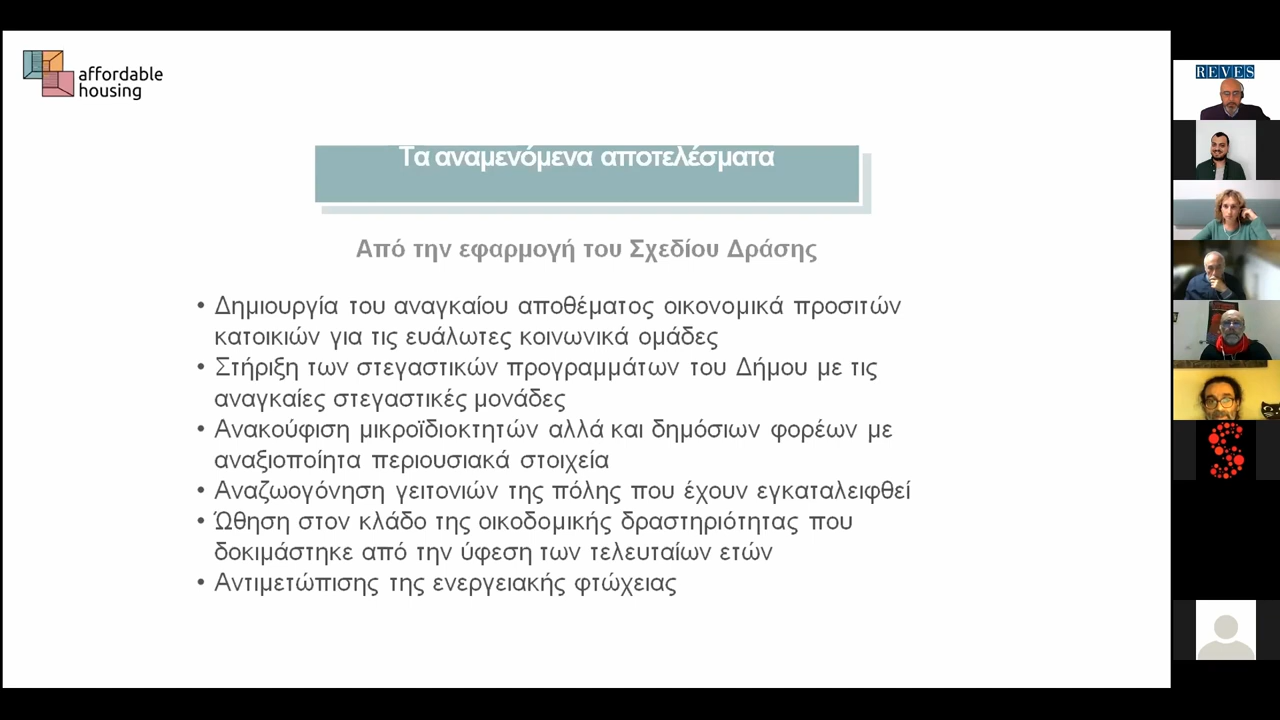 affordable
housing
Τα αναμενόμενα αποτελέσματα
Από την εφαρμογή του Σχεδίου Δράσης
• Δημιουργία του αναγκαίου αποθέματος οικονομικά προσιτών
κατοικιών για τις ευάλωτες κοινωνικά ομάδες
• Στήριξη των στεγαστικών προγραμμάτων του Δήμου με τις
αναγκαίες στεγαστικές μονάδες
• Ανακούφιση μικροϊδιοκτητών αλλά και δημόσιων φορέων με
αναξιοποίητα περιουσιακά στοιχεία
• Αναζωογόνηση γειτονιών της πόλης που έχουν εγκαταλειφθεί
• Ώθηση στον κλάδο της οικοδομικής δραστηριότητας που
δοκιμάστηκε από την ύφεση των τελευταίων ετών
• Αντιμετώπισης της ενεργειακής φτώχειας
REVES